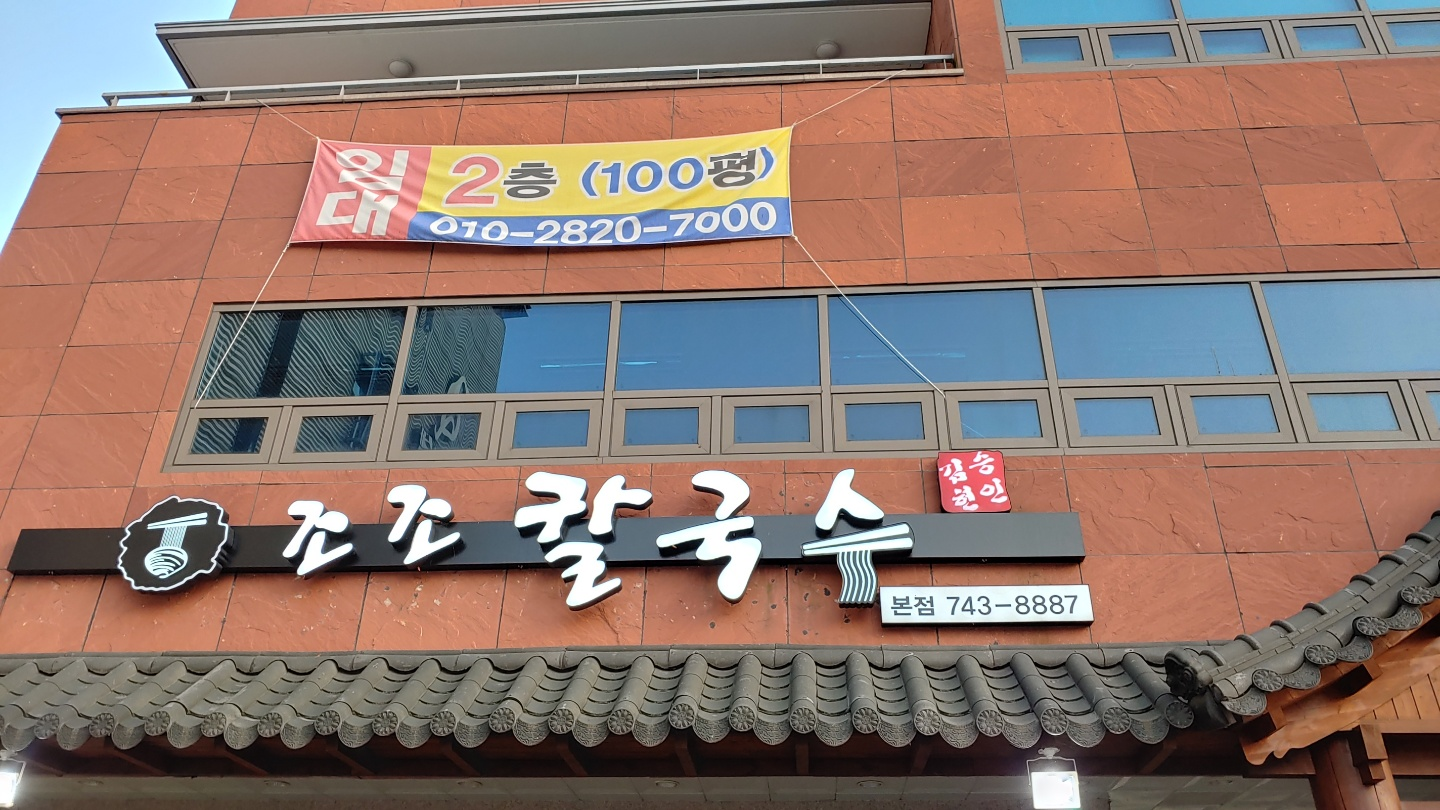 임대
2층 (100평)
010-2820-7000
조조칼국수
김송
현인
본점 743-8887